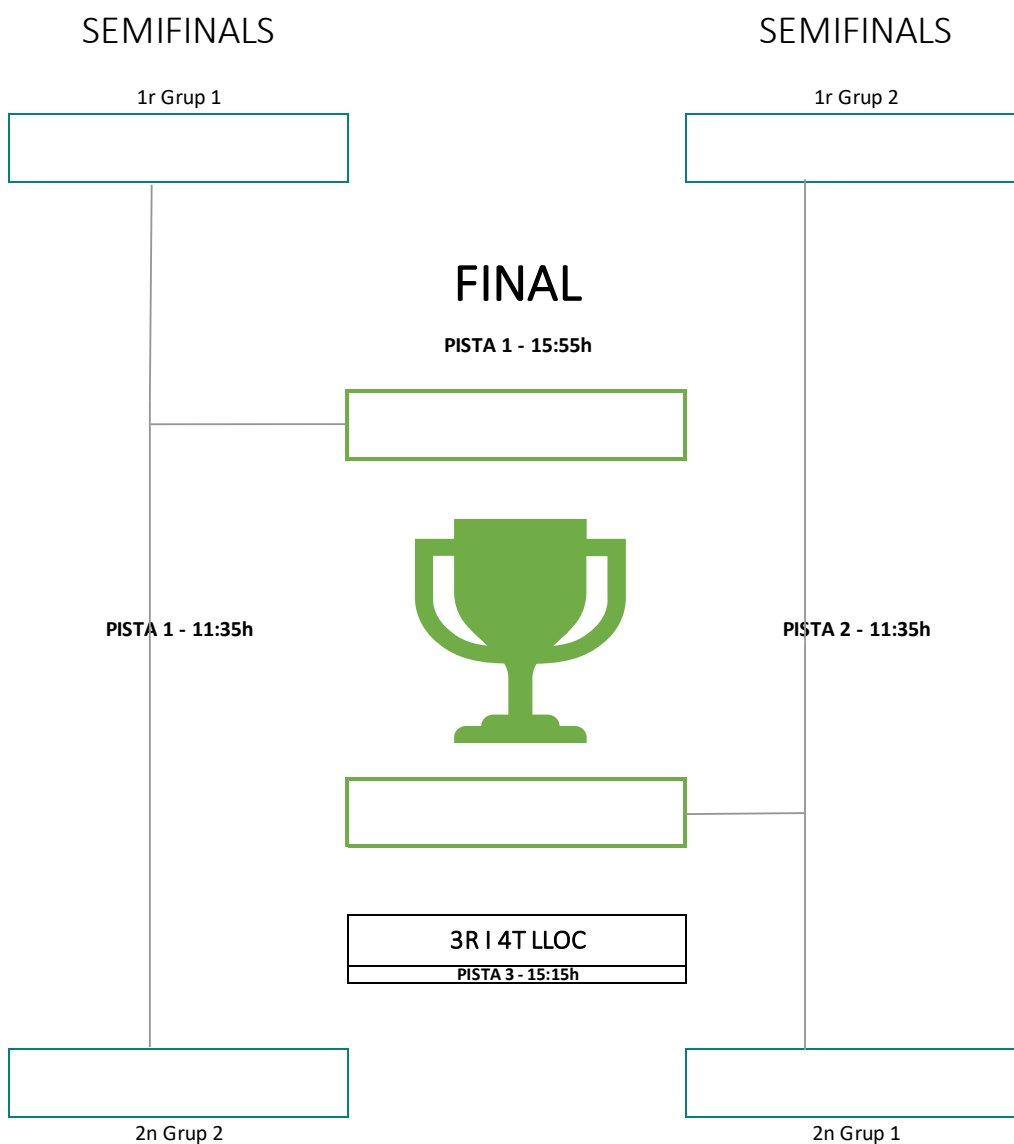 SEMIFINALS
SEMIFINALS
1r Grup 1
1r Grup 2
FINAL
PISTA 1 - 15:55h
PISTA 1 - 11:35h
PISTA 2 - 11:35h
3R I 4T LLOC
PISTA 3 - 15:15h
2n Grup 2
2n Grup 1